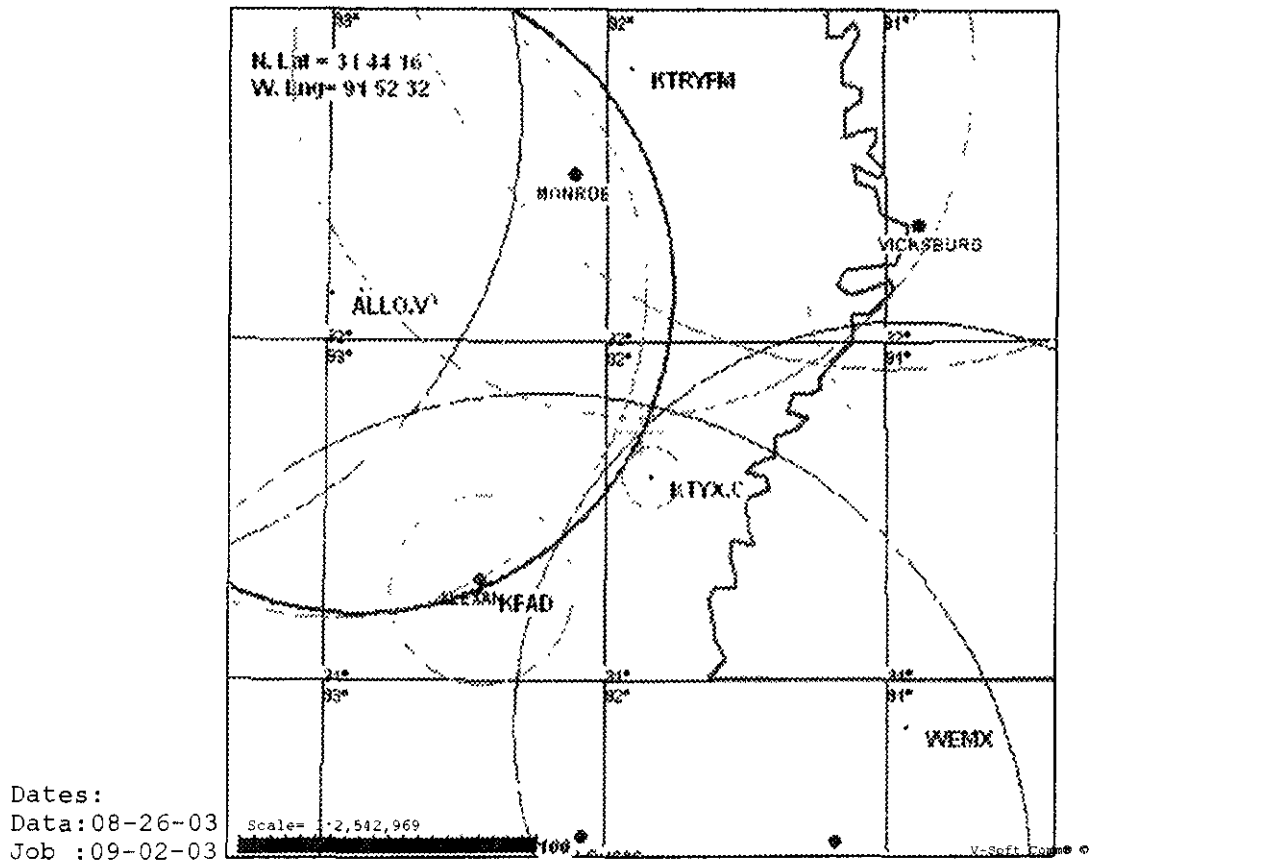 93° 92° 91°
N. Lat = 31 44 16
W. Lng= 91 52 32
KTRYFM
MONROE
VICKSBURG
ALLO.V
32° 32° 32°
93° 92° 91°
KTYX.C
ALEXAN KFAD
31° 31° 31°
93° 92° 91°
WEMX
Dates:
Data:08-26-03
Job :09-02-03
Scale= 1:2,542,969
100
V-Soft Comm® ©